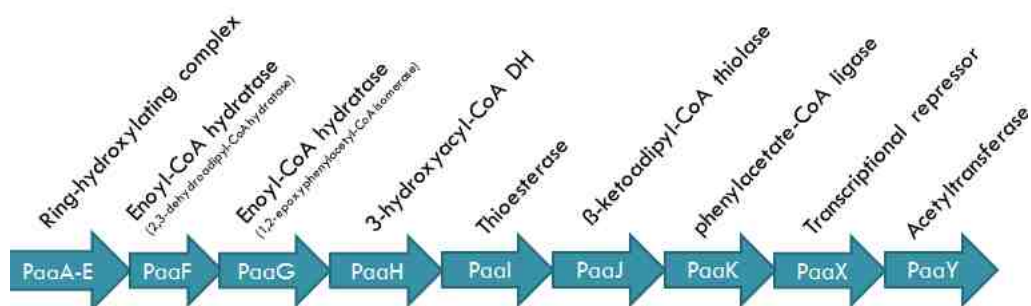 Ring-hydroxylating complex
Enoyl-CoA hydratase
(2,3-dehydroadipyl-CoA hydratase)
Enoyl-CoA hydratase
(1,2-epoxyphenylacetyl-CoA isomerase)
3-hydroxyacyl-CoA DH
Thioesterase
ß-ketoadipyl-CoA thiolase
phenylacetate-CoA ligase
Transcriptional repressor
Acetyltransferase
PaaA-E
PaaF
PaaG
PaaH
PaaI
PaaJ
PaaK
PaaX
PaaY